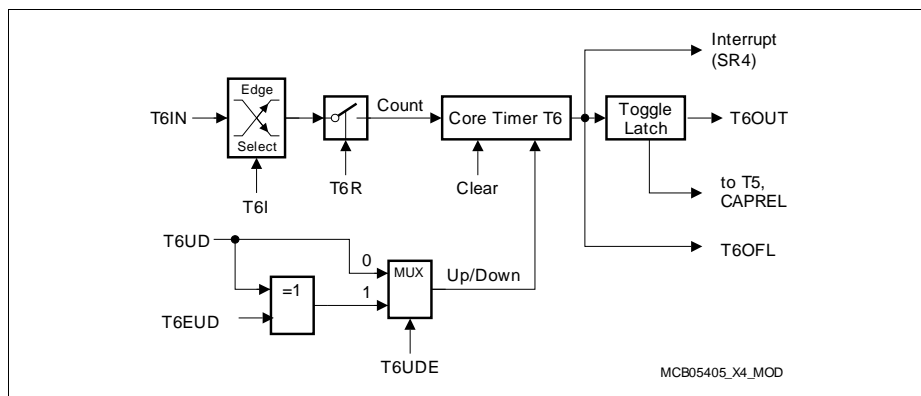 Interrupt
(SR4)
Edge
Select
T6IN
Count
Core Timer T6
Toggle
Latch
T6OUT
T6I
T6R
Clear
to T5,
CAPREL
T6UD
0
MUX
Up/Down
T6OFL
=1
1
T6EUD
T6UDE
MCB05405_X4_MOD